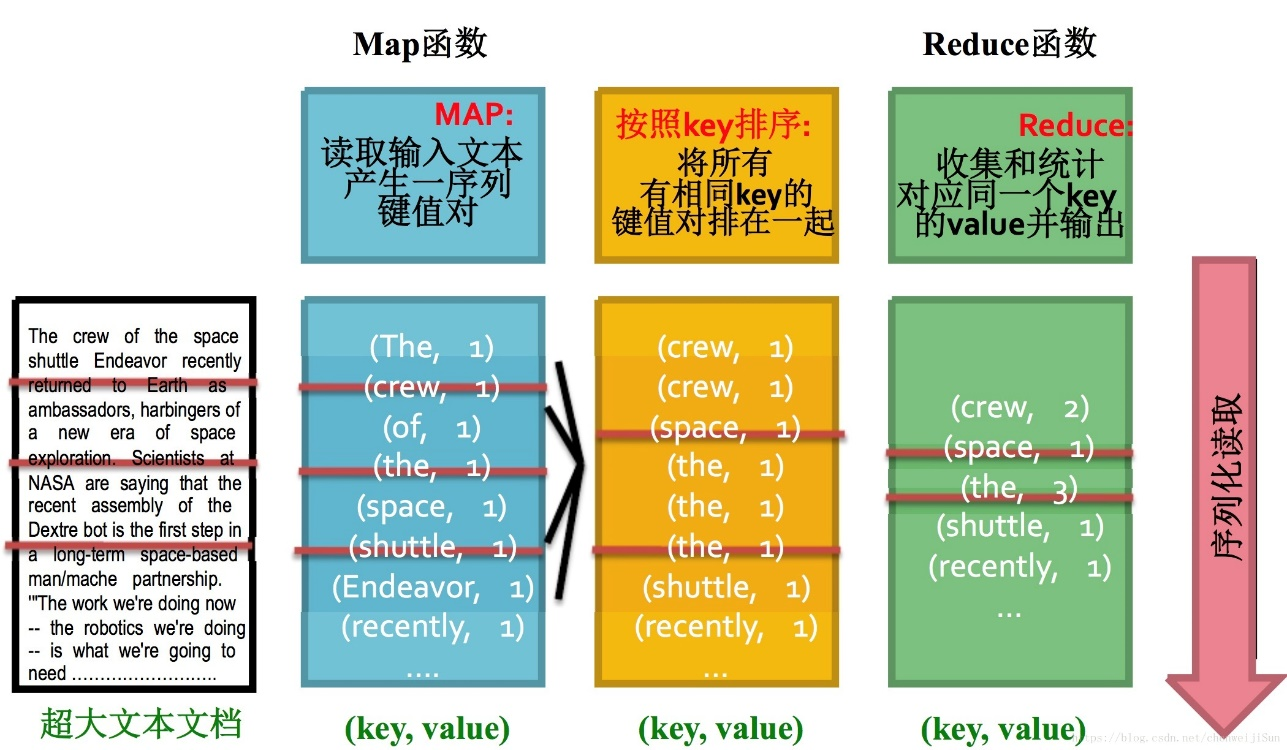 Map函数
Reduce函数
MAP:
读取输入文本
产生一序列
键值对
按照key排序:
将所有
有相同key的
键值对排在一起
Reduce:
收集和统计
对应同一个key
的value并输出
The crew of the space
shuttle Endeavor recently
returned to Earth as
ambassadors, harbingers of
a new era of space
exploration. Scientists at
NASA are saying that the
recent assembly of the
Dextre bot is the first step in
a long-term space-based
man/mache partnership.
'"The work we're doing now
-- the robotics we're doing
-- is what we're going to
need ............................
超大文本文档
(The, 1)
(crew, 1)
(of, 1)
(the, 1)
(space, 1)
(shuttle, 1)
(Endeavor, 1)
(recently, 1)
....
(key, value)
(crew, 1)
(crew, 1)
(space, 1)
(the, 1)
(the, 1)
(the, 1)
(shuttle, 1)
(recently, 1)
...
(key, value)
(crew, 2)
(space, 1)
(the, 3)
(shuttle, 1)
(recently, 1)
...
(key, value)
序列化读取